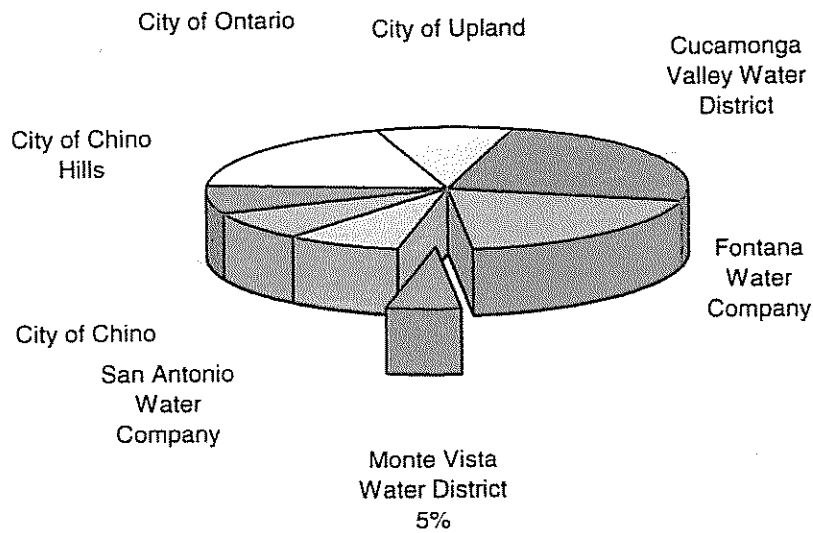 City of Ontario
City of Upland
Cucamonga
Valley Water
District
City of Chino
Hills
Fontana
Water
Company
City of Chino
San Antonio
Water
Company
Monte Vista
Water District
5%